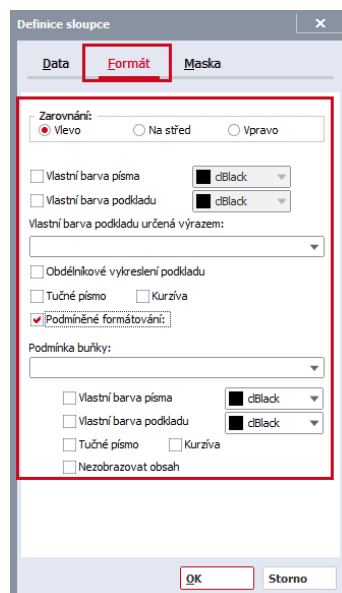 Definice sloupce
Data Formát Maska
Zarovnání:
Vlevo Na střed Vpravo
Vlastní barva písma clBlack
Vlastní barva podkladu clBlack
Vlastní barva podkladu určená výrazem:
Obdélníkové vykreslení podkladu
Tučné písmo Kurzíva
Podmíněné formátování:
Podmínka buňky:
Vlastní barva písma clBlack
Vlastní barva podkladu clBlack
Tučné písmo Kurzíva
Nezobrazovat obsah
OK Storno